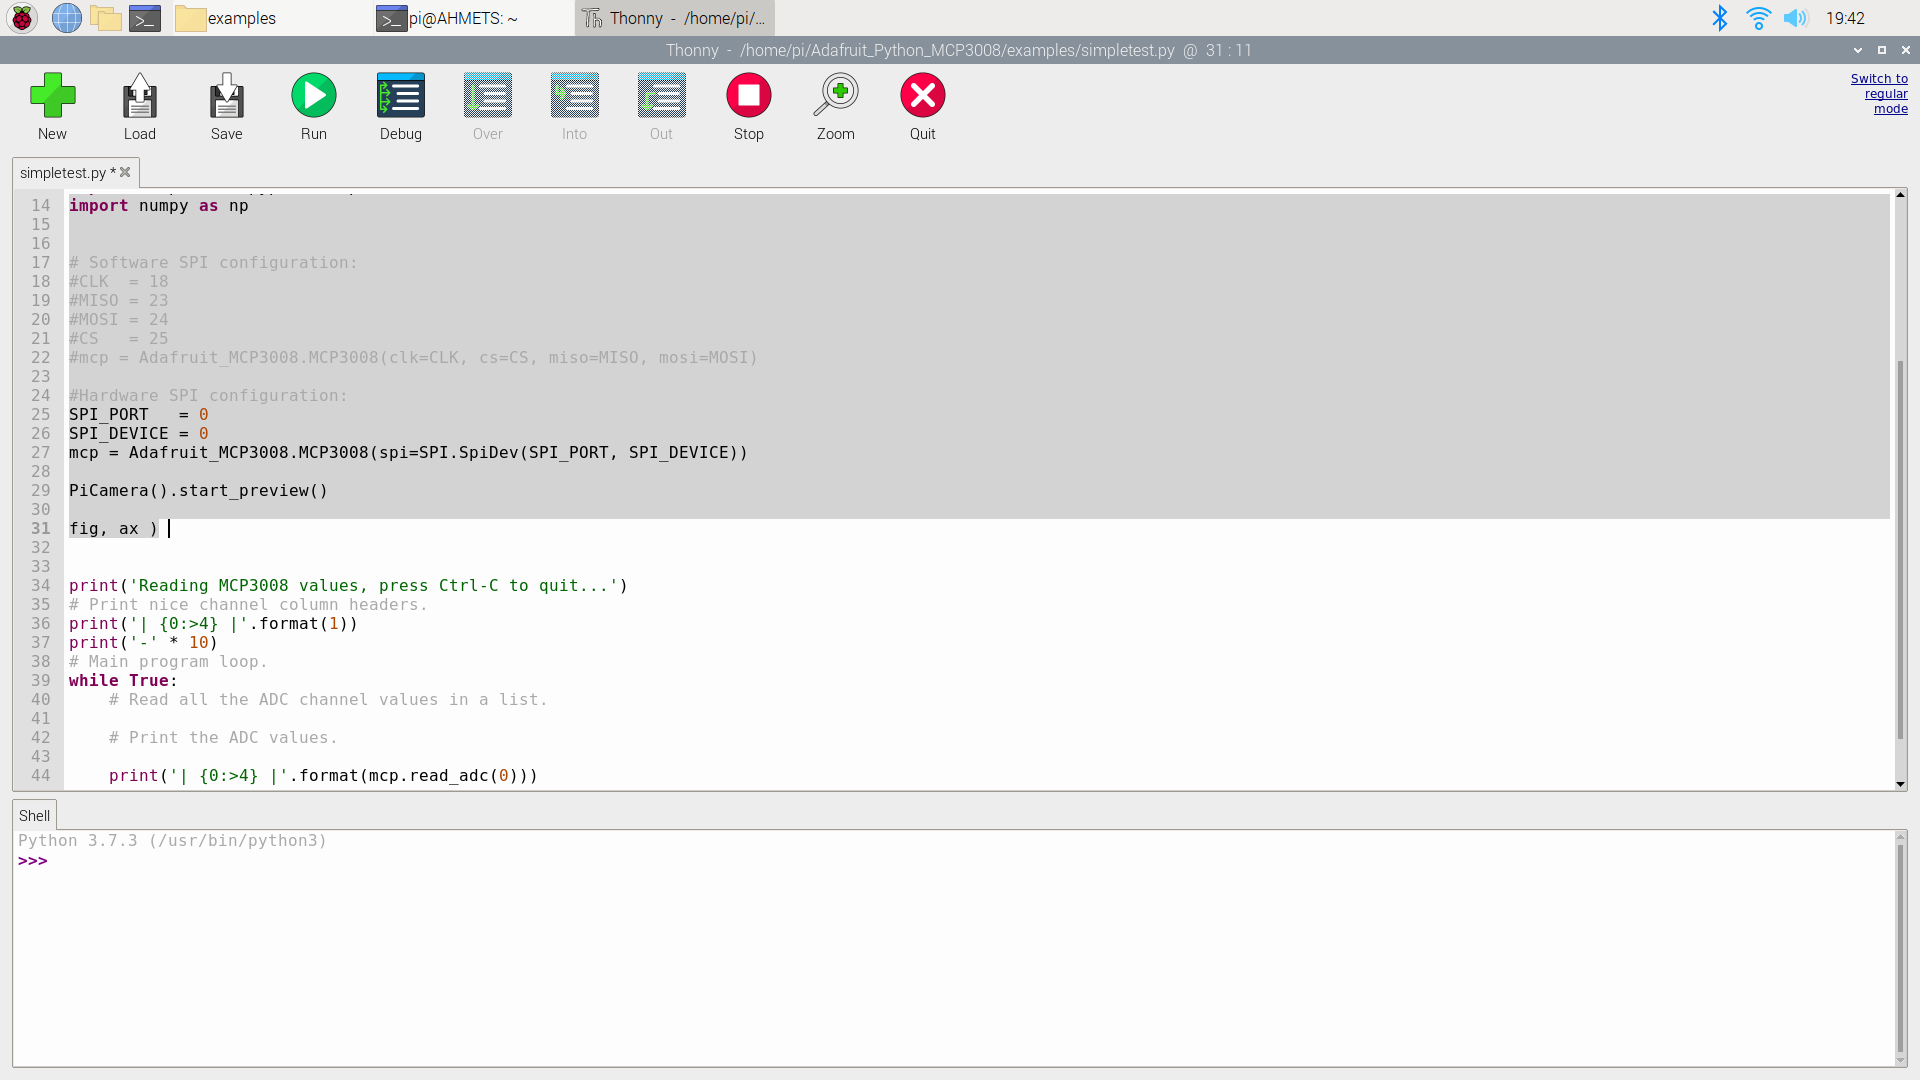 examples
pi@AHMETS: ~
Thonny - /home/pi/...
19:42
Thonny - /home/pi/Adafruit_Python_MCP3008/examples/simpletest.py @ 31 : 11
New
Load
Save
Run
Debug
Over
Into
Out
Stop
Zoom
Quit
Switch to
regular
mode
simpletest.py *
14 import numpy as np
15
16
17 # Software SPI configuration:
18 #CLK  = 18
19 #MISO = 23
20 #MOSI = 24
21 #CS   = 25
22 #mcp = Adafruit_MCP3008.MCP3008(clk=CLK, cs=CS, miso=MISO, mosi=MOSI)
23
24 #Hardware SPI configuration:
25 SPI_PORT   = 0
26 SPI_DEVICE = 0
27 mcp = Adafruit_MCP3008.MCP3008(spi=SPI.SpiDev(SPI_PORT, SPI_DEVICE))
28
29 PiCamera().start_preview()
30
31 fig, ax )
32
33
34 print('Reading MCP3008 values, press Ctrl-C to quit...')
35 # Print nice channel column headers.
36 print('| {0:>4} |'.format(1))
37 print('-' * 10)
38 # Main program loop.
39 while True:
40     # Read all the ADC channel values in a list.
41
42     # Print the ADC values.
43
44     print('| {0:>4} |'.format(mcp.read_adc(0)))
Shell
Python 3.7.3 (/usr/bin/python3)
>>>